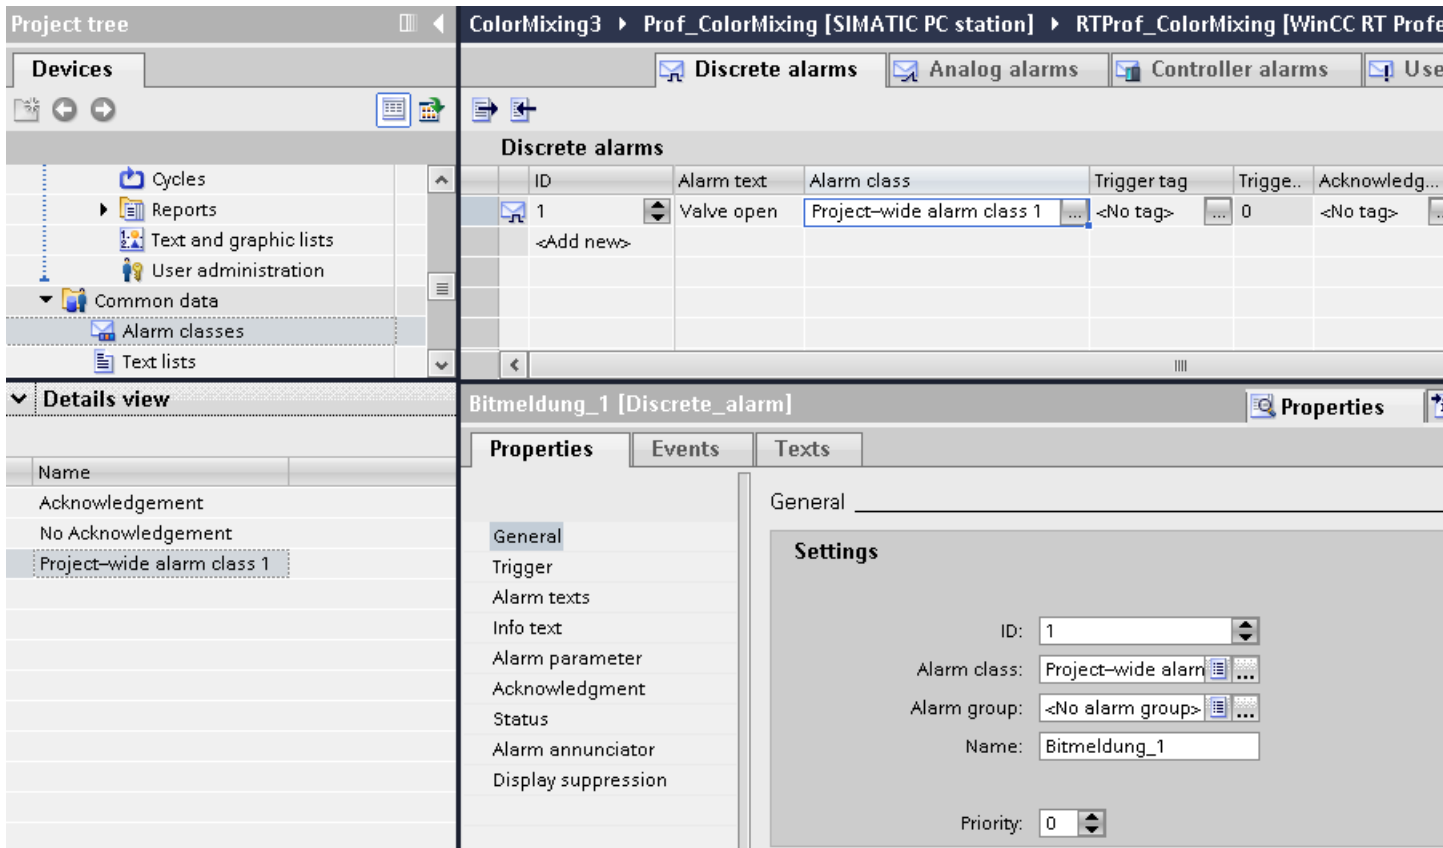 Project tree
Devices
Cycles
Reports
Text and graphic lists
User administration
Common data
Alarm classes
Text lists
Details view
Name
Acknowledgement
No Acknowledgement
Project–wide alarm class 1
ColorMixing3 Prof_ColorMixing [SIMATIC PC station] RTProf_ColorMixing [WinCC RT Profe
Discrete alarms Analog alarms Controller alarms Use
Discrete alarms
ID Alarm text Alarm class Trigger tag Trigge.. Acknowledg...
1 Valve open Project–wide alarm class 1 ... <No tag> ... 0 <No tag>
<Add new>
Bitmeldung_1 [Discrete_alarm] Properties
Properties Events Texts
General
Trigger
Alarm texts
Info text
Alarm parameter
Acknowledgment
Status
Alarm annunciator
Display suppression
General
Settings
ID: 1
Alarm class: Project–wide alarn ...
Alarm group: <No alarm group> ...
Name: Bitmeldung_1
Priority: 0